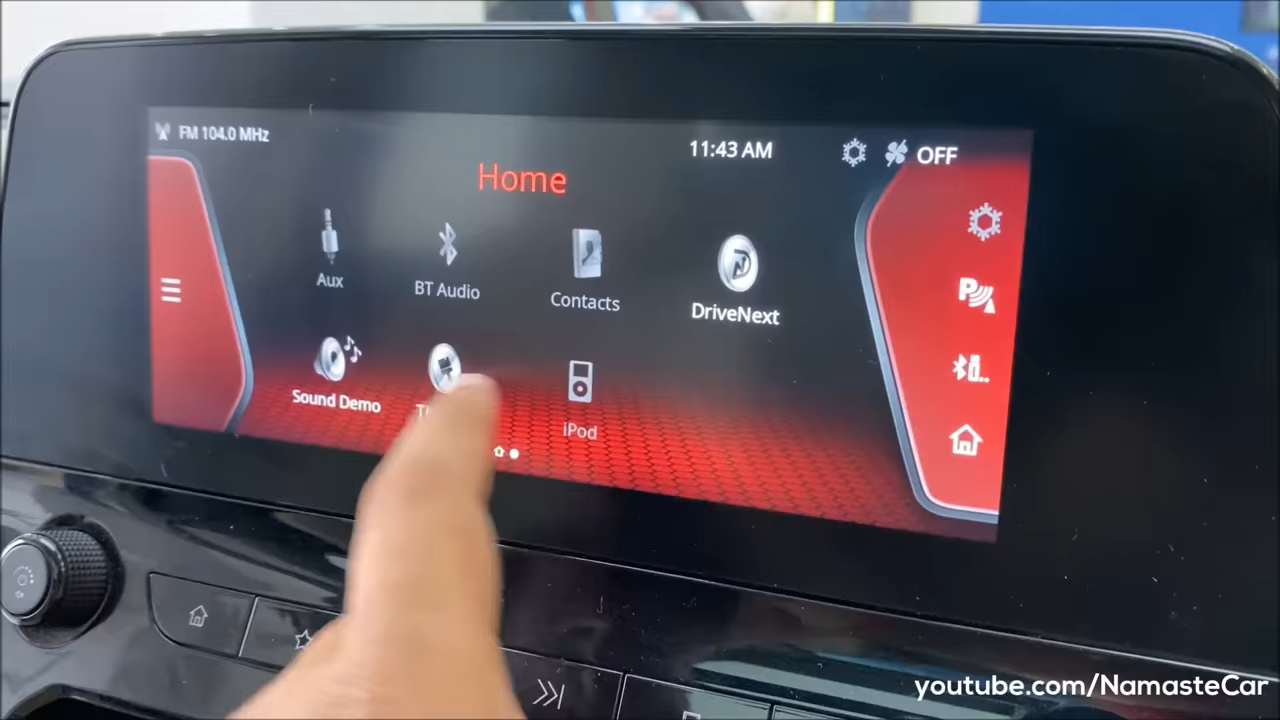 FM 104.0 MHz
11:43 AM
OFF
Home
Aux
BT Audio
Contacts
DriveNext
Sound Demo
iPod
youtube.com/NamasteCar